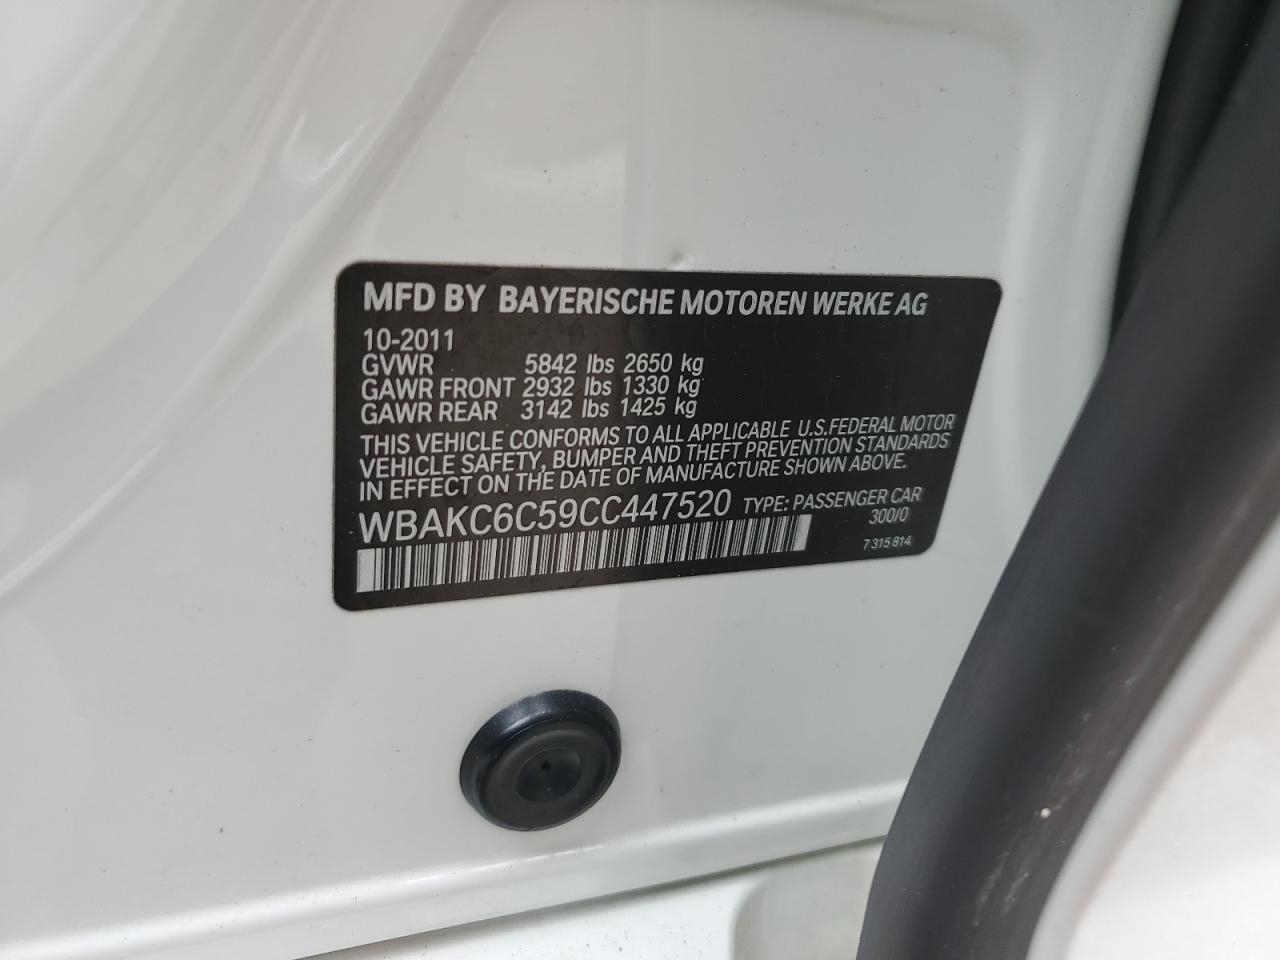 MFD BY BAYERISCHE MOTOREN WERKE AG
10-2011
GVWR 5842 lbs 2650 kg
GAWR FRONT 2932 lbs 1330 kg
GAWR REAR 3142 lbs 1425 kg
THIS VEHICLE CONFORMS TO ALL APPLICABLE U.S.FEDERAL MOTOR
VEHICLE SAFETY, BUMPER AND THEFT PREVENTION STANDARDS
IN EFFECT ON THE DATE OF MANUFACTURE SHOWN ABOVE.
WBAKC6C59CC447520 TYPE: PASSENGER CAR
300/0
7 315 814